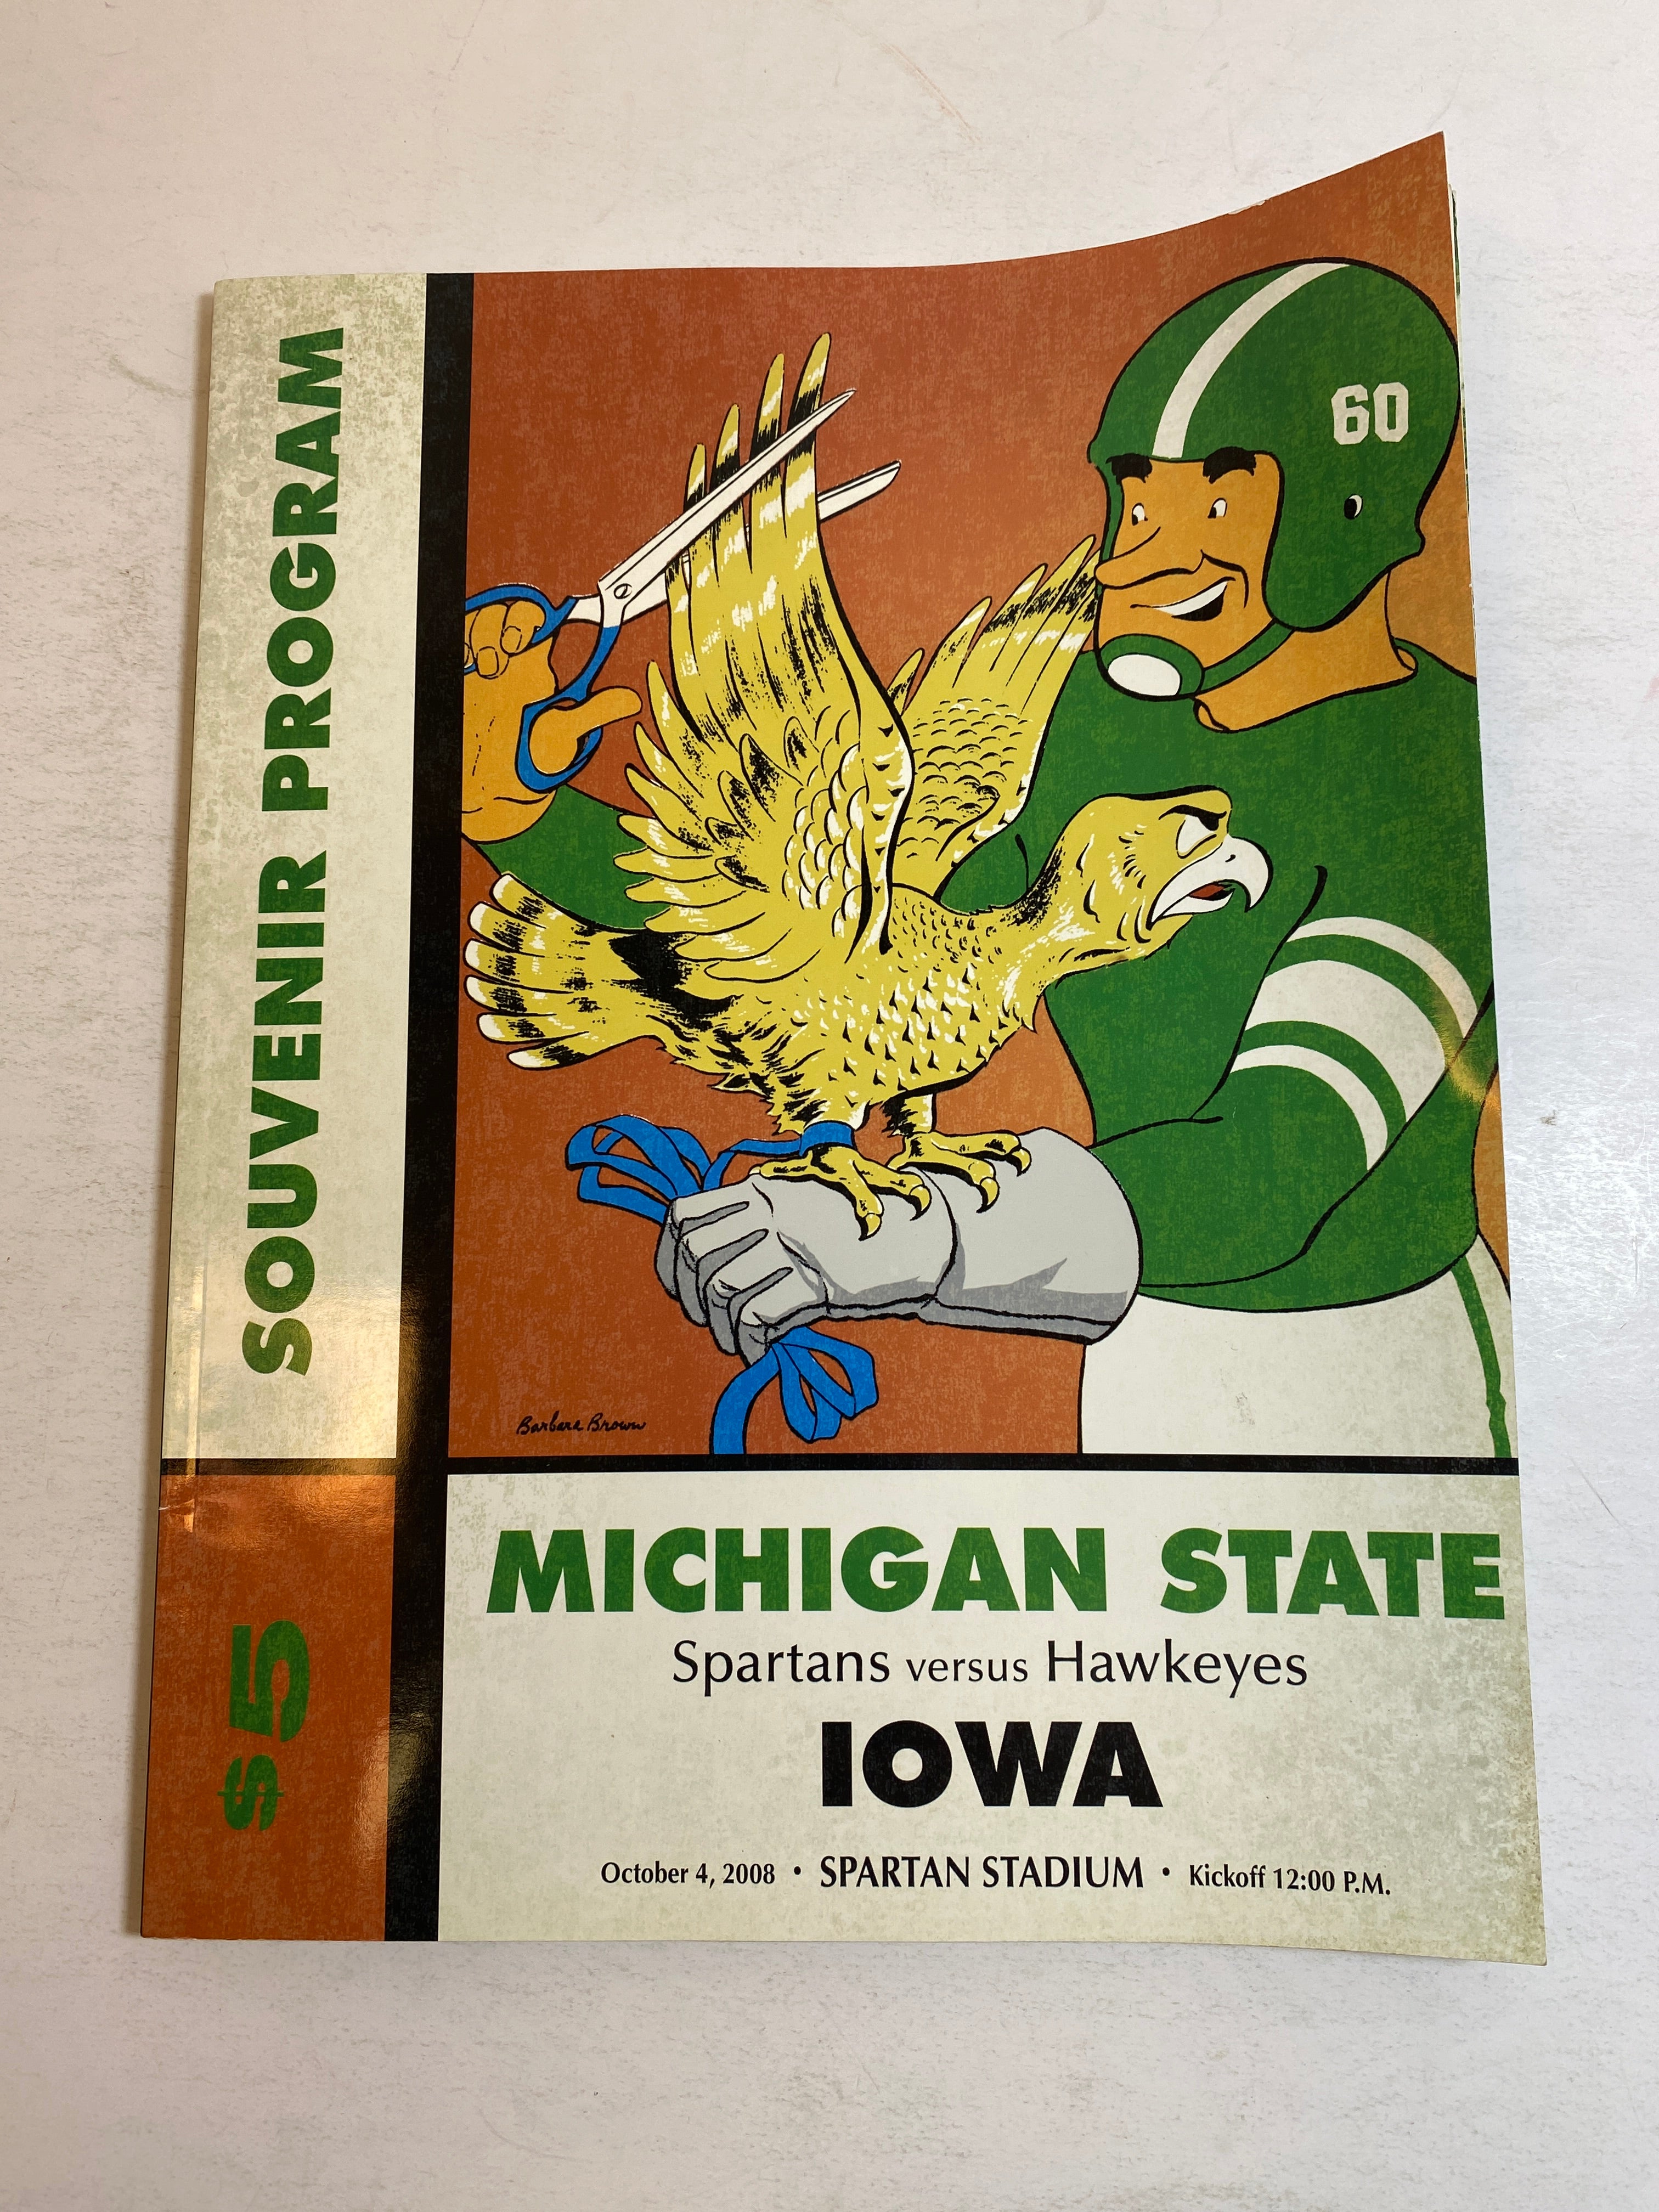 SOUVENIR PROGRAM
$5
60
Barbara Brown
MICHIGAN STATE
Spartans versus Hawkeyes
IOWA
October 4, 2008 • SPARTAN STADIUM • Kickoff 12:00 P.M.